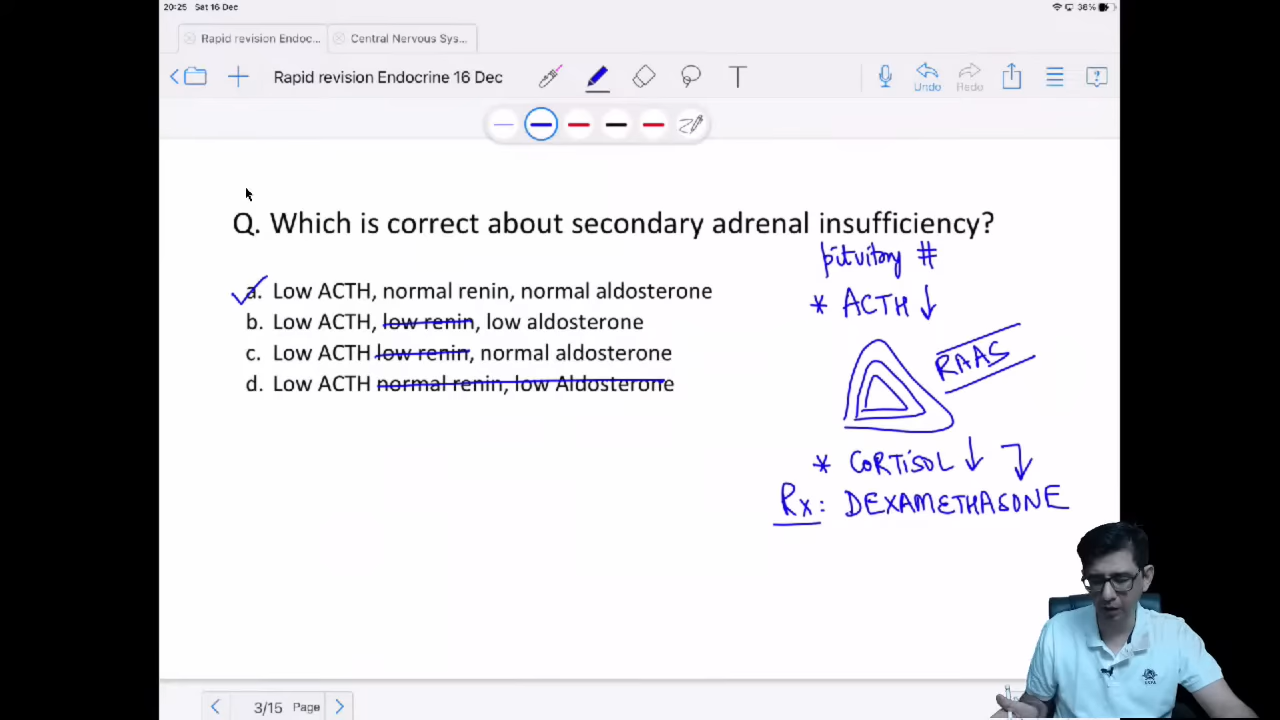 20:25 Sat 16 Dec
38%
Rapid revision Endoc...
Central Nervous Sys...
Rapid revision Endocrine 16 Dec
T
Undo
Redo
Q. Which is correct about secondary adrenal insufficiency?
pituitary #
a. Low ACTH, normal renin, normal aldosterone
* ACTH ↓
b. Low ACTH, low renin, low aldosterone
c. Low ACTH low renin, normal aldosterone
RAAS
d. Low ACTH normal renin, low Aldosterone
* CORTISOL ↓
Rx: DEXAMETHASONE
3/15 Page